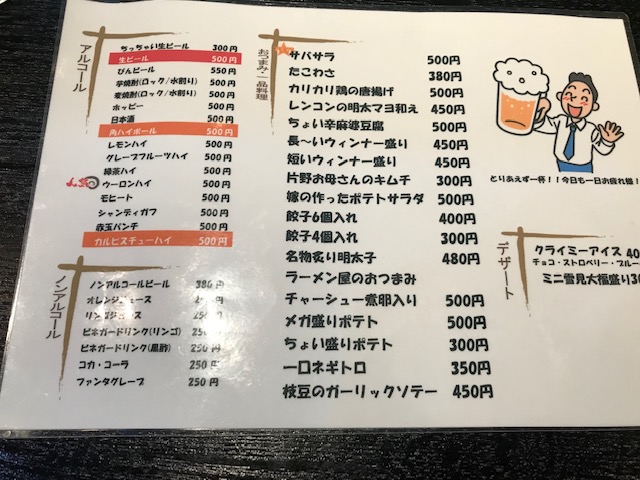 アルコール
ちっちゃい生ビール 300円
生ビール 500円
びんビール 550円
芋焼酎(ロック/水割り) 500円
麦焼酎(ロック/水割り) 500円
ホッピー 500円
日本酒 500円
角ハイボール 500円
レモンハイ 500円
グレープフルーツハイ 500円
緑茶ハイ 500円
ウーロンハイ 500円
モヒート 500円
シャンディガフ 500円
赤玉パンチ 500円
カルピスチューハイ 500円
ノンアルコール
ノンアルコールビール 380円
オレンジジュース
リンゴジュース
ビネガードリンク(リンゴ) 250
ビネガードリンク(黒酢) 250
コカ・コーラ 250円
ファンタグレープ 250円
おつまみ・一品料理
サバサラ 500円
たこわさ 380円
カリカリ鶏の唐揚げ 500円
レンコンの明太マヨ和え 450円
ちょい辛麻婆豆腐 500円
長〜いウィンナー盛り 450円
短いウィンナー盛り 450円
片野お母さんのキムチ 300円
嫁の作ったポテトサラダ 500円
餃子6個入れ 400円
餃子4個入れ 300円
名物炙り明太子 480円
ラーメン屋のおつまみ
チャーシュー煮卵入り 500円
メガ盛りポテト 500円
ちょい盛りポテト 300円
一口ネギトロ 350円
枝豆のガーリックソテー 450円
とりあえず一杯!!今日も一日お疲れ様!
デザート
クライミーアイス 40
チョコ・ストロベリー・ブルー
ミニ雪見大福盛り 30